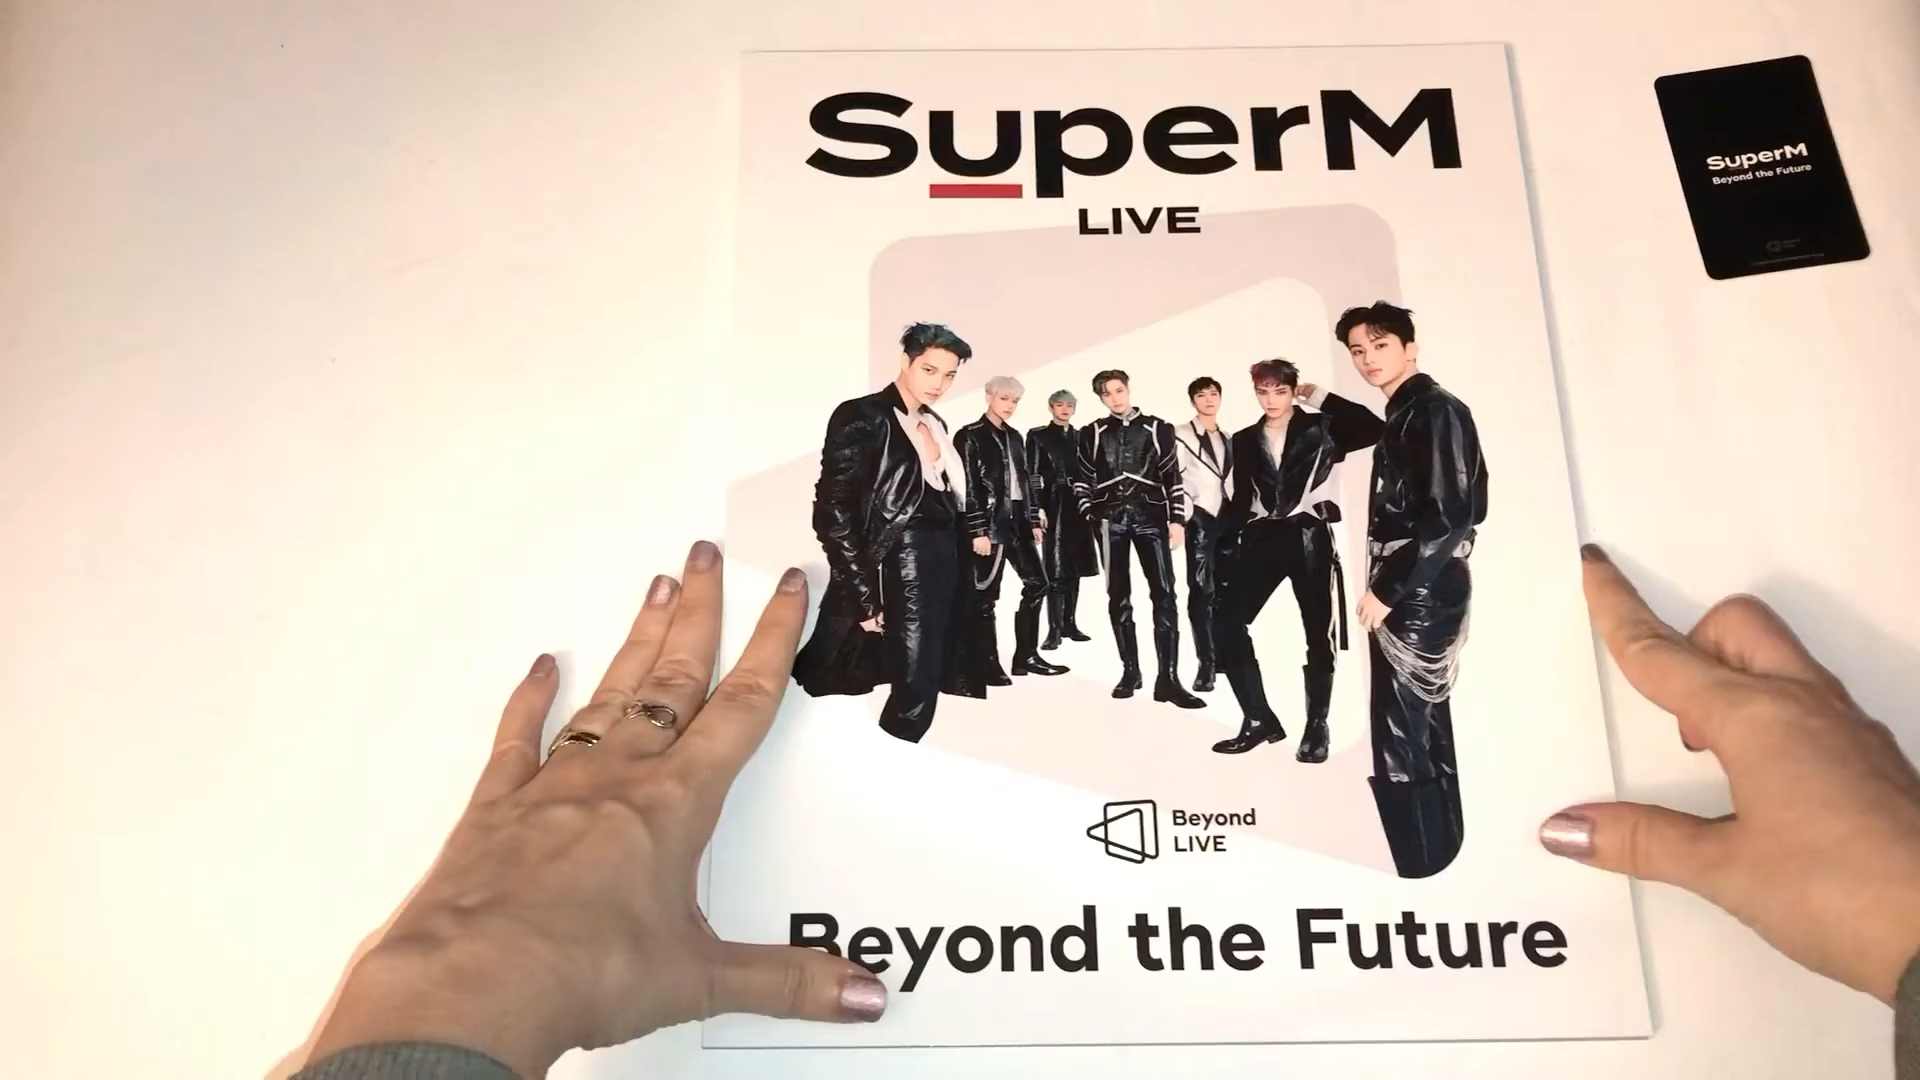 SuperM
LIVE
Beyond
LIVE
Beyond the Future
SuperM
Beyond the Future